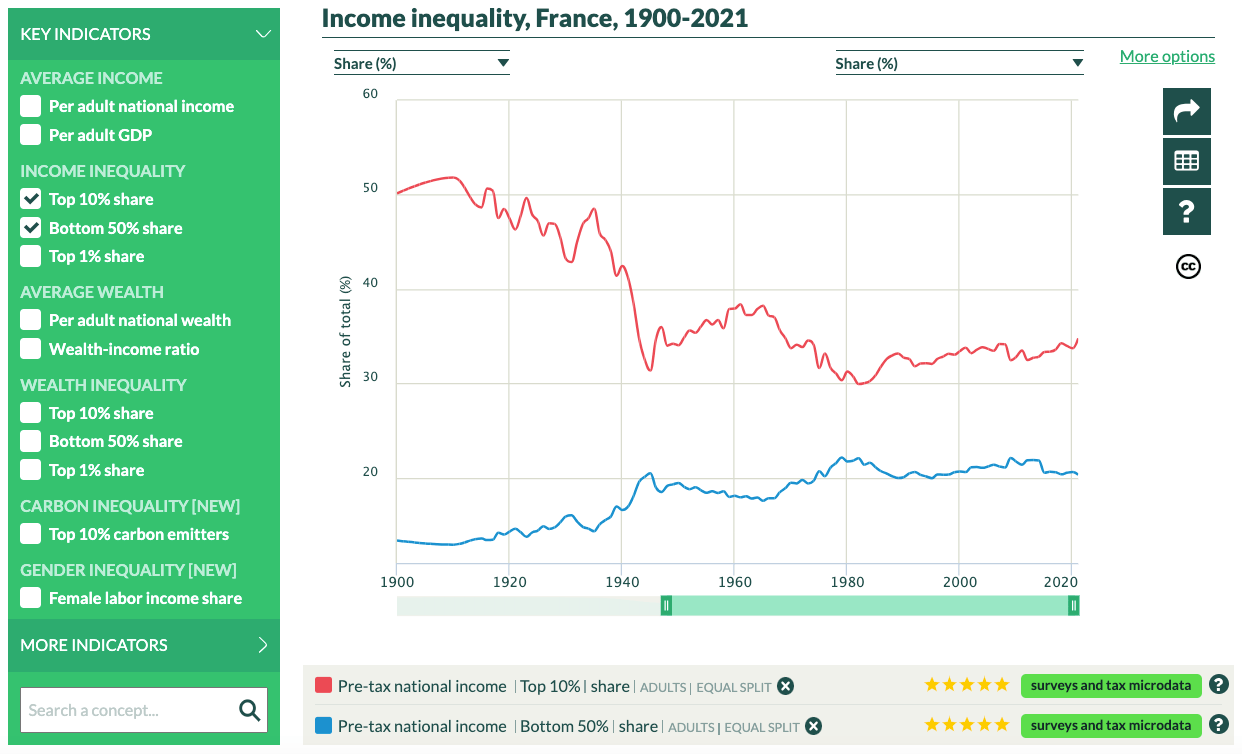 KEY INDICATORS
AVERAGE INCOME
Per adult national income
Per adult GDP
INCOME INEQUALITY
Top 10% share
Bottom 50% share
Top 1% share
AVERAGE WEALTH
Per adult national wealth
Wealth-income ratio
WEALTH INEQUALITY
Top 10% share
Bottom 50% share
Top 1% share
CARBON INEQUALITY [NEW]
Top 10% carbon emitters
GENDER INEQUALITY [NEW]
Female labor income share
MORE INDICATORS
Search a concept...
Income inequality, France, 1900-2021
Share (%)
Share (%)
More options
?
cc
Share of total (%)
60
50
40
30
20
1900 1920 1940 1960 1980 2000 2020
Pre-tax national income | Top 10% | share | ADULTS | EQUAL SPLIT surveys and tax microdata ?
Pre-tax national income | Bottom 50% | share | ADULTS | EQUAL SPLIT surveys and tax microdata ?